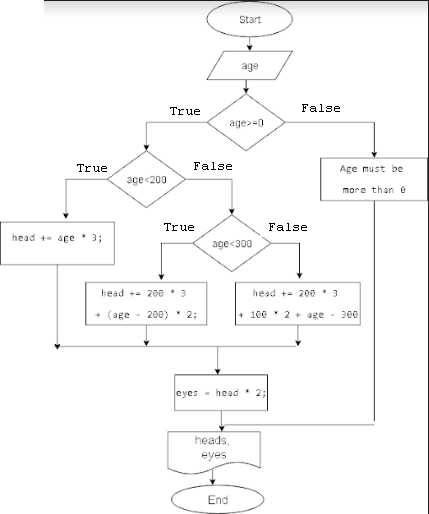 Start
age
age>=0
True
False
age<200
True
False
Age must be
more than 0
head += age * 3;
age<300
True
False
head += 200 * 3
+ (age - 200) * 2;
head += 200 * 3
+ 100 * 2 + age - 300
eyes = head * 2;
heads,
eyes
End